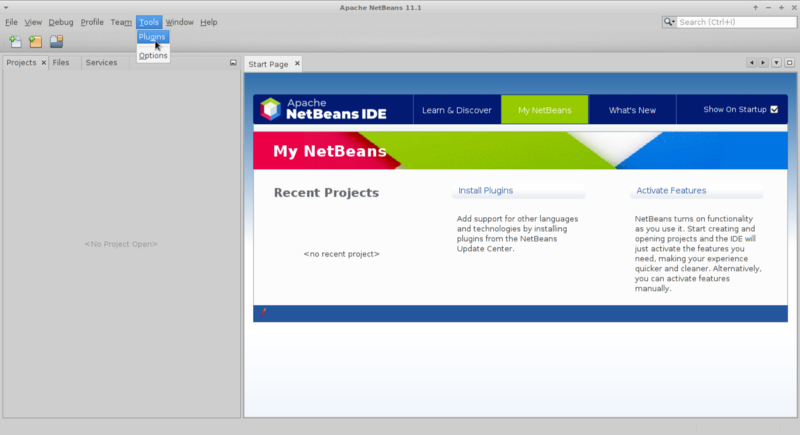 Apache NetBeans 11.1
File View Debug Profile Team Tools Window Help
Search (Ctrl+I)
Plugins
Options
Projects Files Services
Start Page
Apache
NetBeans IDE
Learn & Discover
My NetBeans
What's New
Show On Startup
My NetBeans
Recent Projects
<no recent project>
Install Plugins
Add support for other languages
and technologies by installing
plugins from the NetBeans
Update Center.
Activate Features
NetBeans turns on functionality
as you use it. Start creating and
opening projects and the IDE will
just activate the features you
need, making your experience
quicker and cleaner. Alternatively,
you can activate features
manually.
<No Project Open>